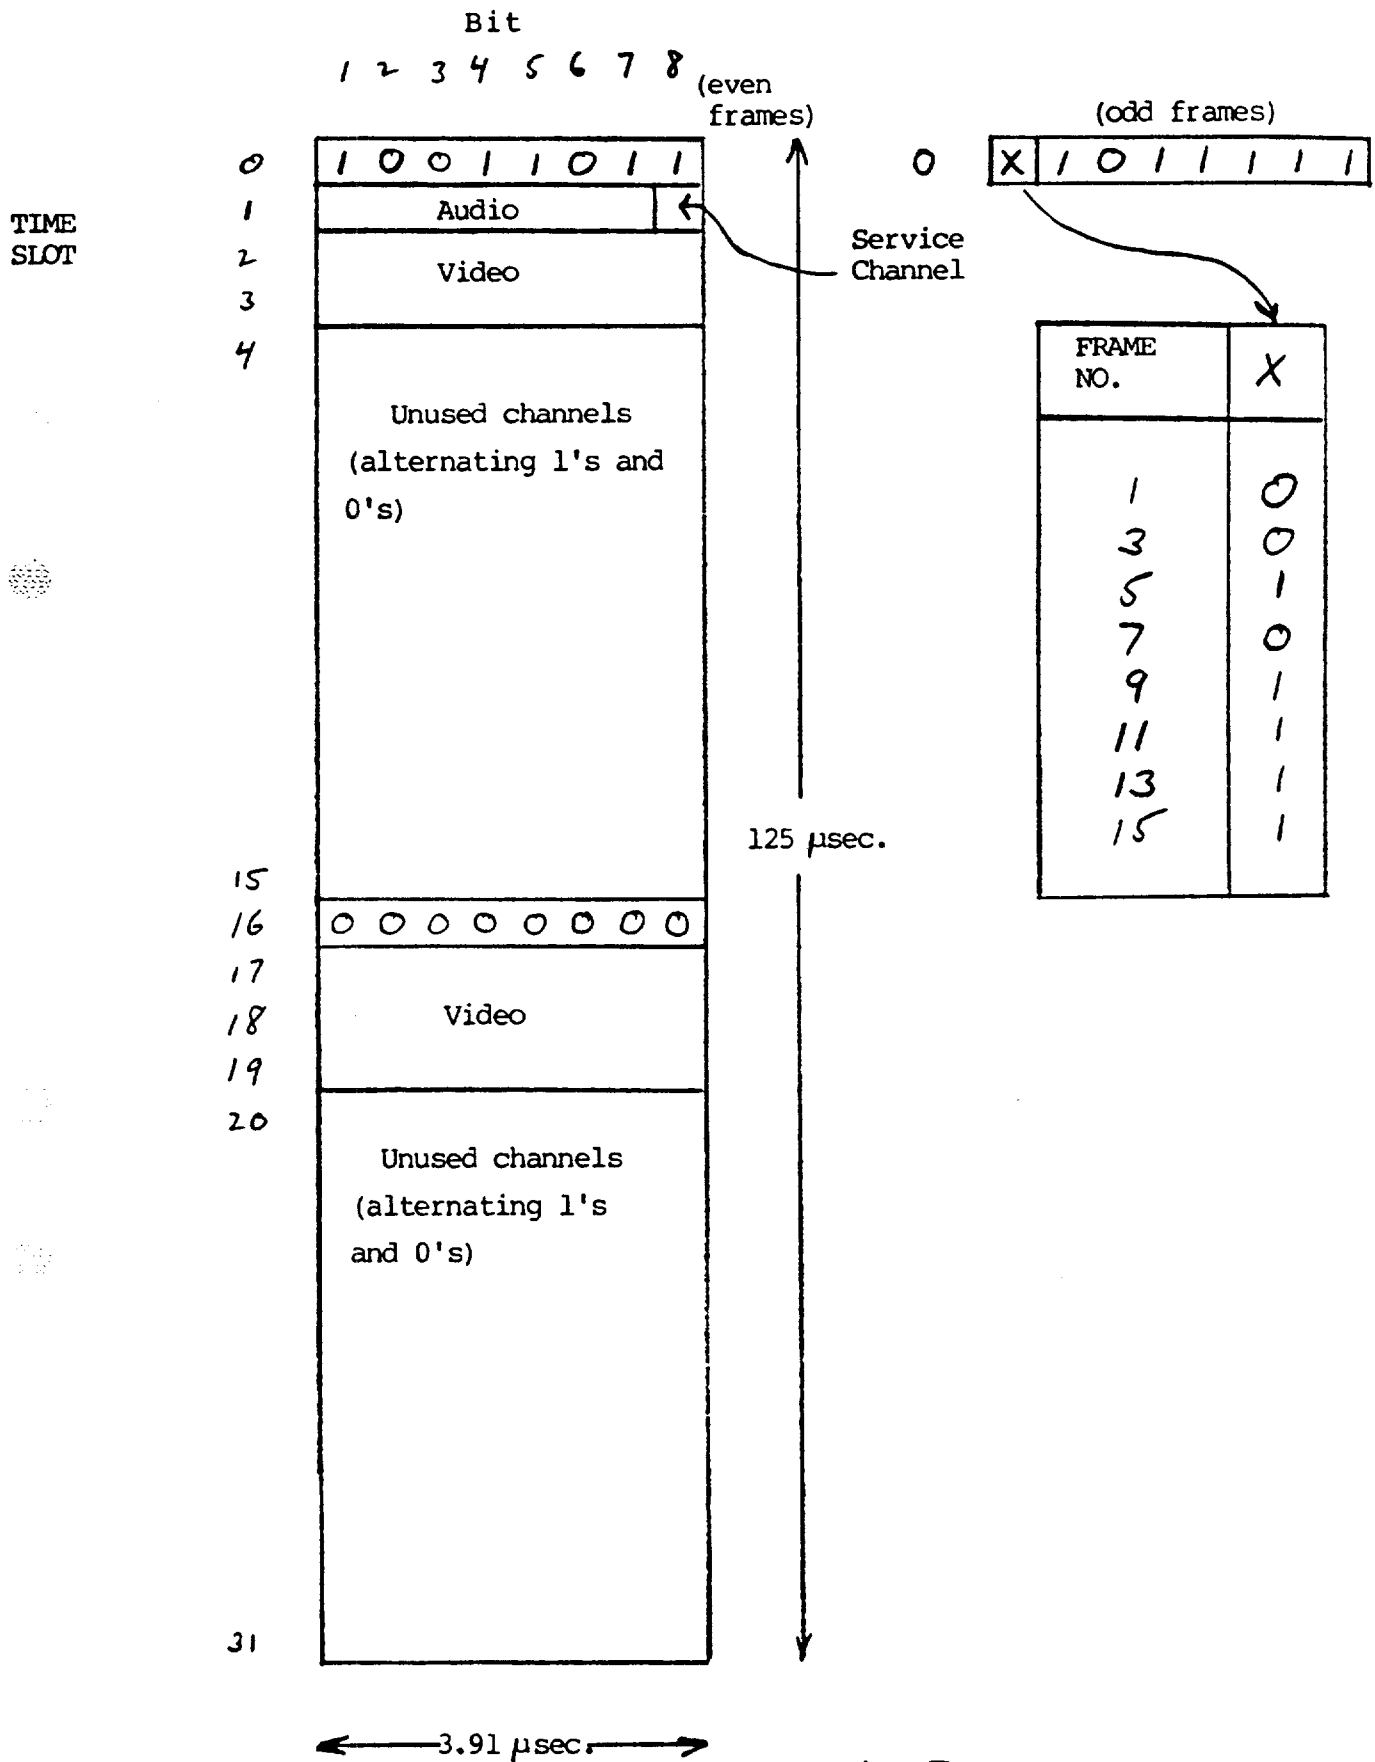 Bit
1 2 3 4 5 6 7 8
(even
frames)
(odd frames)
0 1 0 0 1 1 0 1 1
0 X 1 0 1 1 1 1 1
TIME
SLOT
1 Audio
Service
Channel
2
Video
3
4
FRAME
NO. X
Unused channels
(alternating 1's and
0's)
1 0
3 0
5 1
7 0
9 1
11 1
13 1
15 1
125 µsec.
15
16 0 0 0 0 0 0 0 0
17
18 Video
19
20
Unused channels
(alternating 1's
and 0's)
31
3.91 µsec.